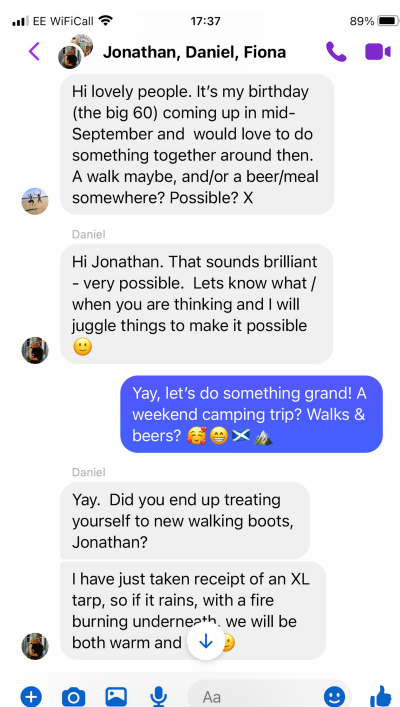 EE WiFiCall 17:37 89%
Jonathan, Daniel, Fiona
Hi lovely people. It’s my birthday
(the big 60) coming up in mid-
September and would love to do
something together around then.
A walk maybe, and/or a beer/meal
somewhere? Possible? X
Daniel
Hi Jonathan. That sounds brilliant
- very possible. Lets know what /
when you are thinking and I will
juggle things to make it possible
🙂
Yay, let’s do something grand! A
weekend camping trip? Walks &
beers? 🥰😁🏴󠁧󠁢󠁳󠁣󠁴󠁿⛰️
Daniel
Yay. Did you end up treating
yourself to new walking boots,
Jonathan?
I have just taken receipt of an XL
tarp, so if it rains, with a fire
burning underneath, we will be
both warm and
Aa